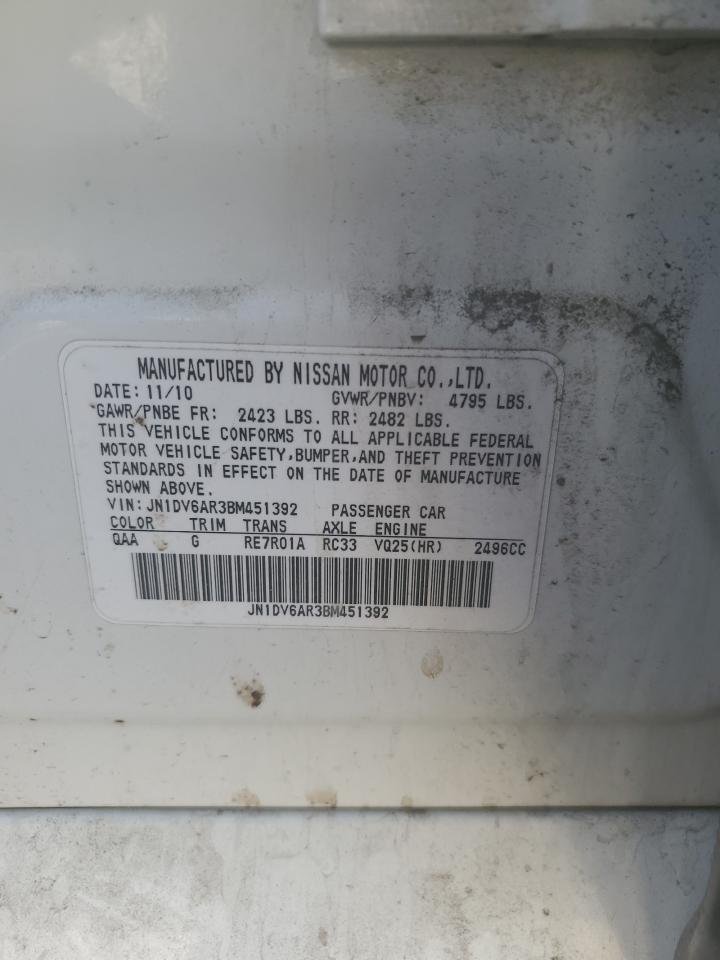 MANUFACTURED BY NISSAN MOTOR CO.,LTD.
DATE: 11/10 GVWR/PNBV: 4795 LBS.
GAWR/PNBE FR: 2423 LBS. RR: 2482 LBS.
THIS VEHICLE CONFORMS TO ALL APPLICABLE FEDERAL
MOTOR VEHICLE SAFETY,BUMPER,AND THEFT PREVENTION
STANDARDS IN EFFECT ON THE DATE OF MANUFACTURE
SHOWN ABOVE.
VIN: JN1DV6AR3BM451392 PASSENGER CAR
COLOR TRIM TRANS AXLE ENGINE
QAA G RE7R01A RC33 VQ25(HR) 2496CC
JN1DV6AR3BM451392